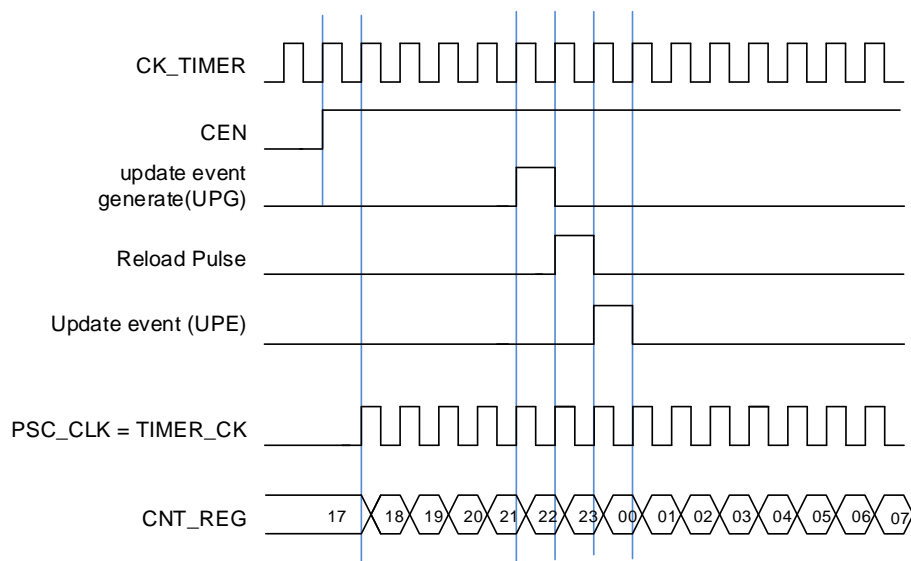 CK_TIMER
CEN
update event
generate(UPG)
Reload Pulse
Update event (UPE)
PSC_CLK = TIMER_CK
CNT_REG 17 18 19 20 21 22 23 00 01 02 03 04 05 06 07